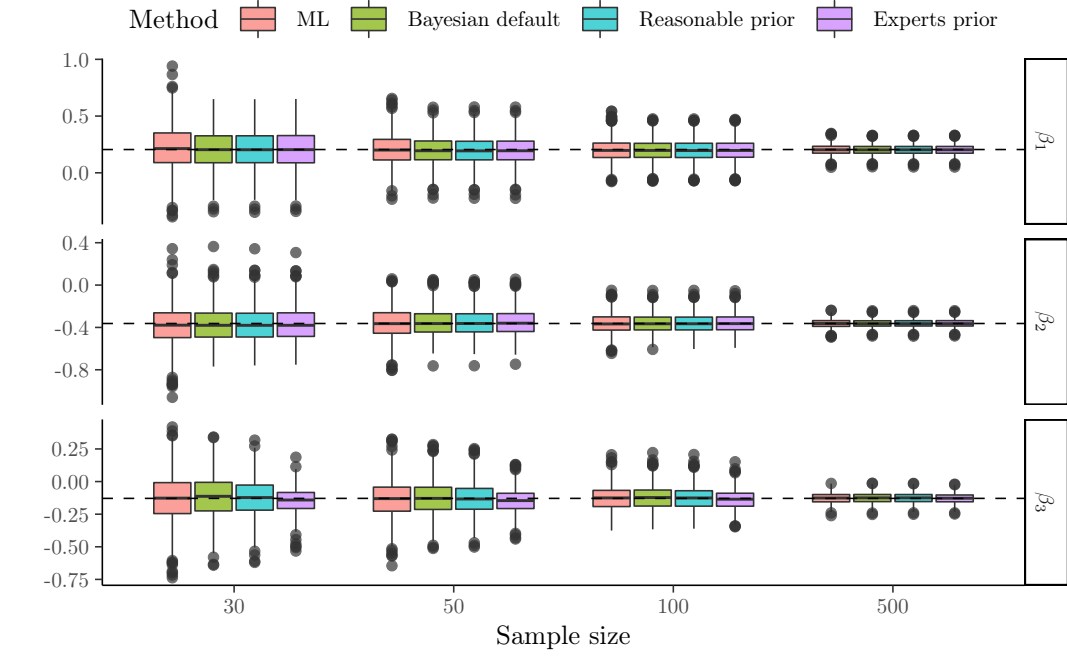 Method ML Bayesian default Reasonable prior Experts prior
1.0
0.5
0.0
β1
0.4
0.0
-0.4
-0.8
β2
0.25
0.00
-0.25
-0.50
-0.75
β3
30 50 100 500
Sample size